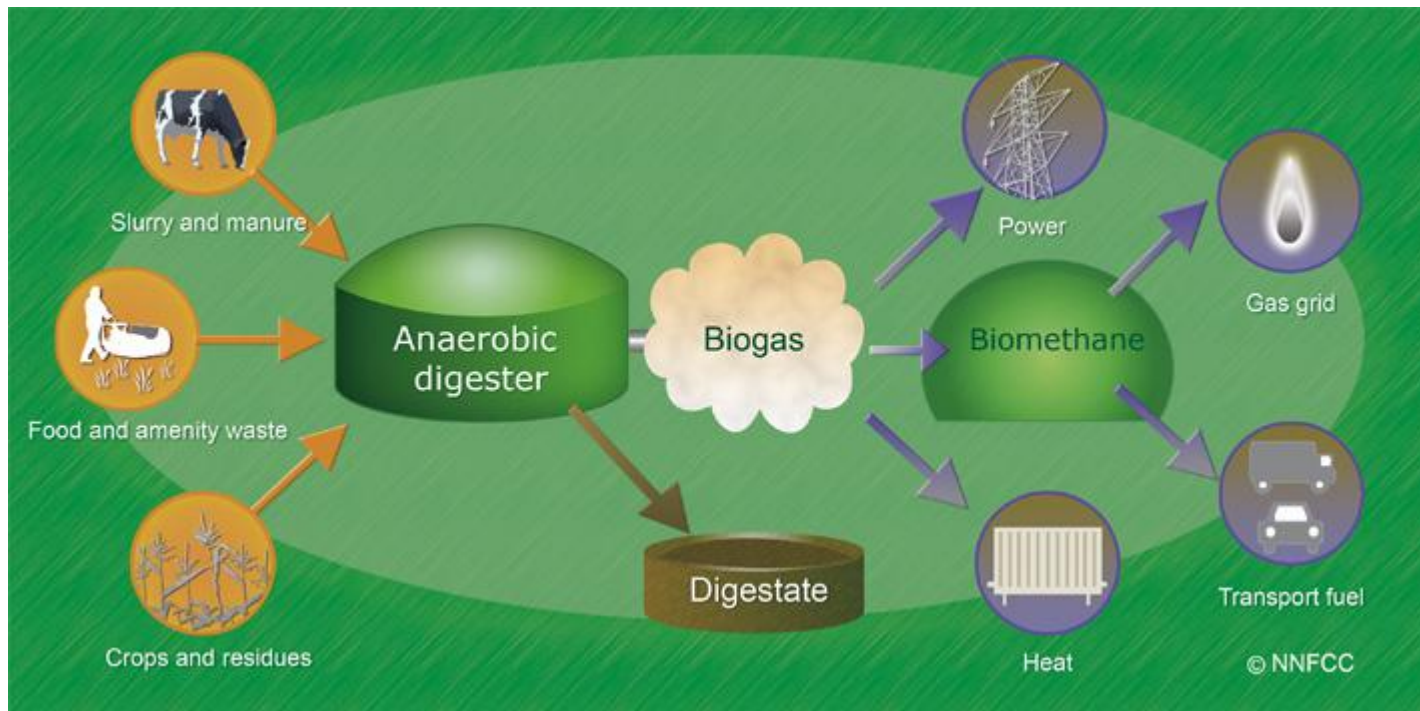 Slurry and manure
Food and amenity waste
Crops and residues
Anaerobic
digester
Biogas
Digestate
Power
Biomethane
Heat
Gas grid
Transport fuel
© NNFCC